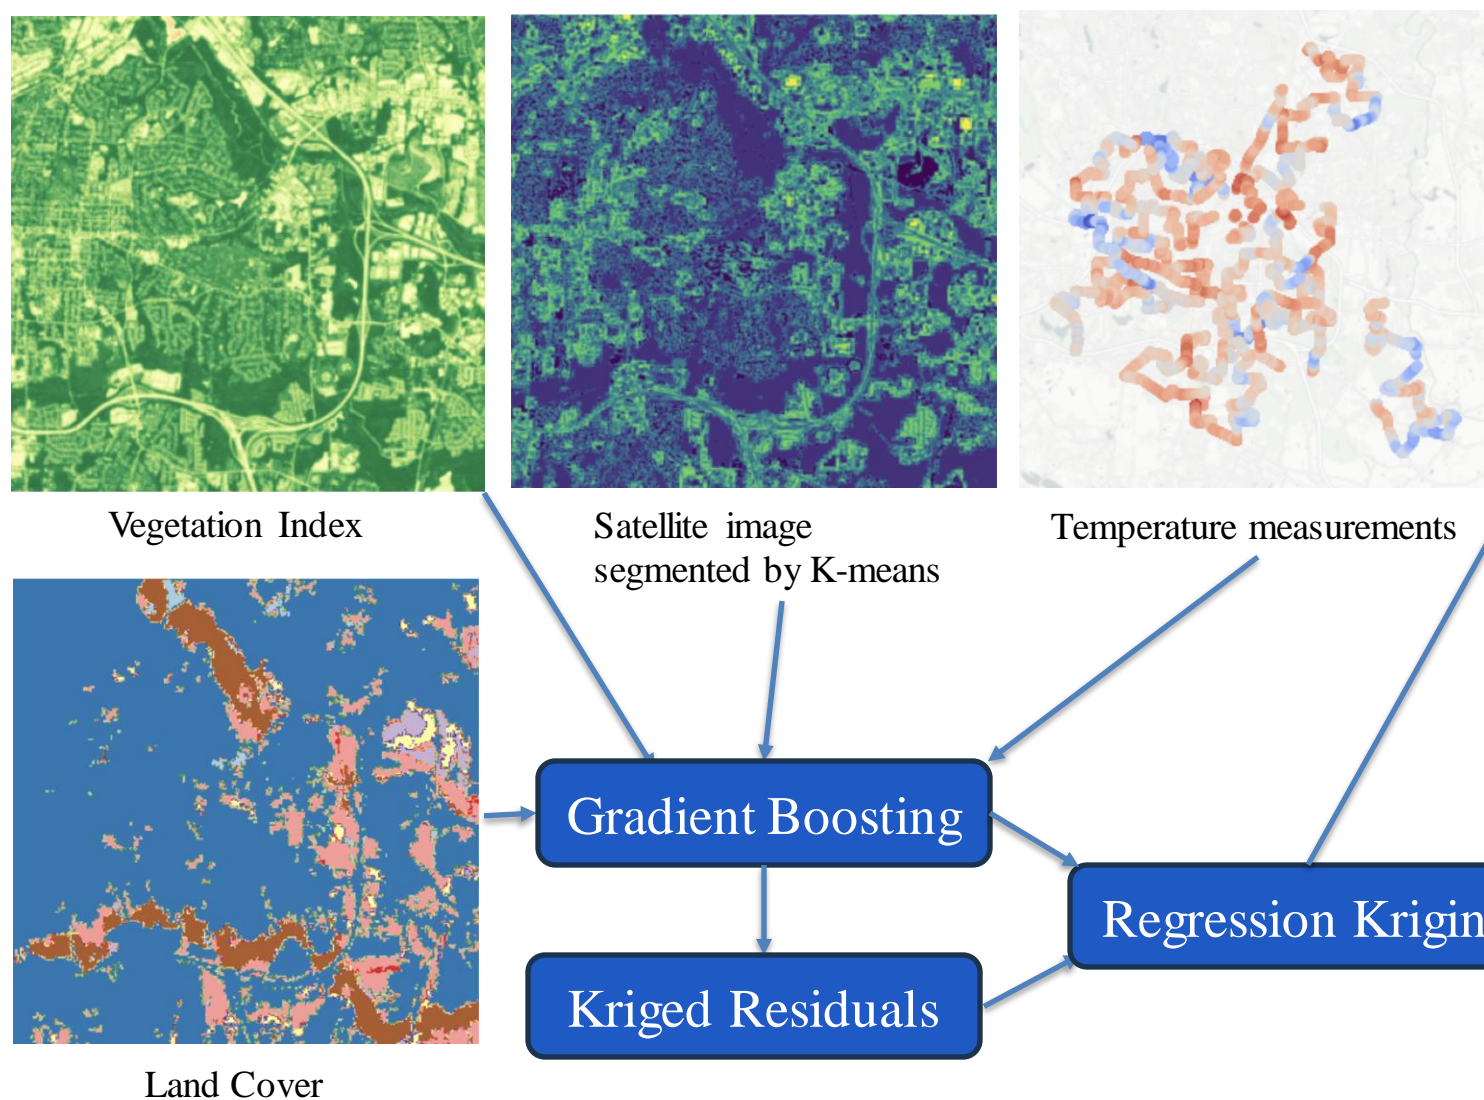 Vegetation Index
Satellite image
segmented by K-means
Temperature measurements
Gradient Boosting
Regression Krigin
Kriged Residuals
Land Cover